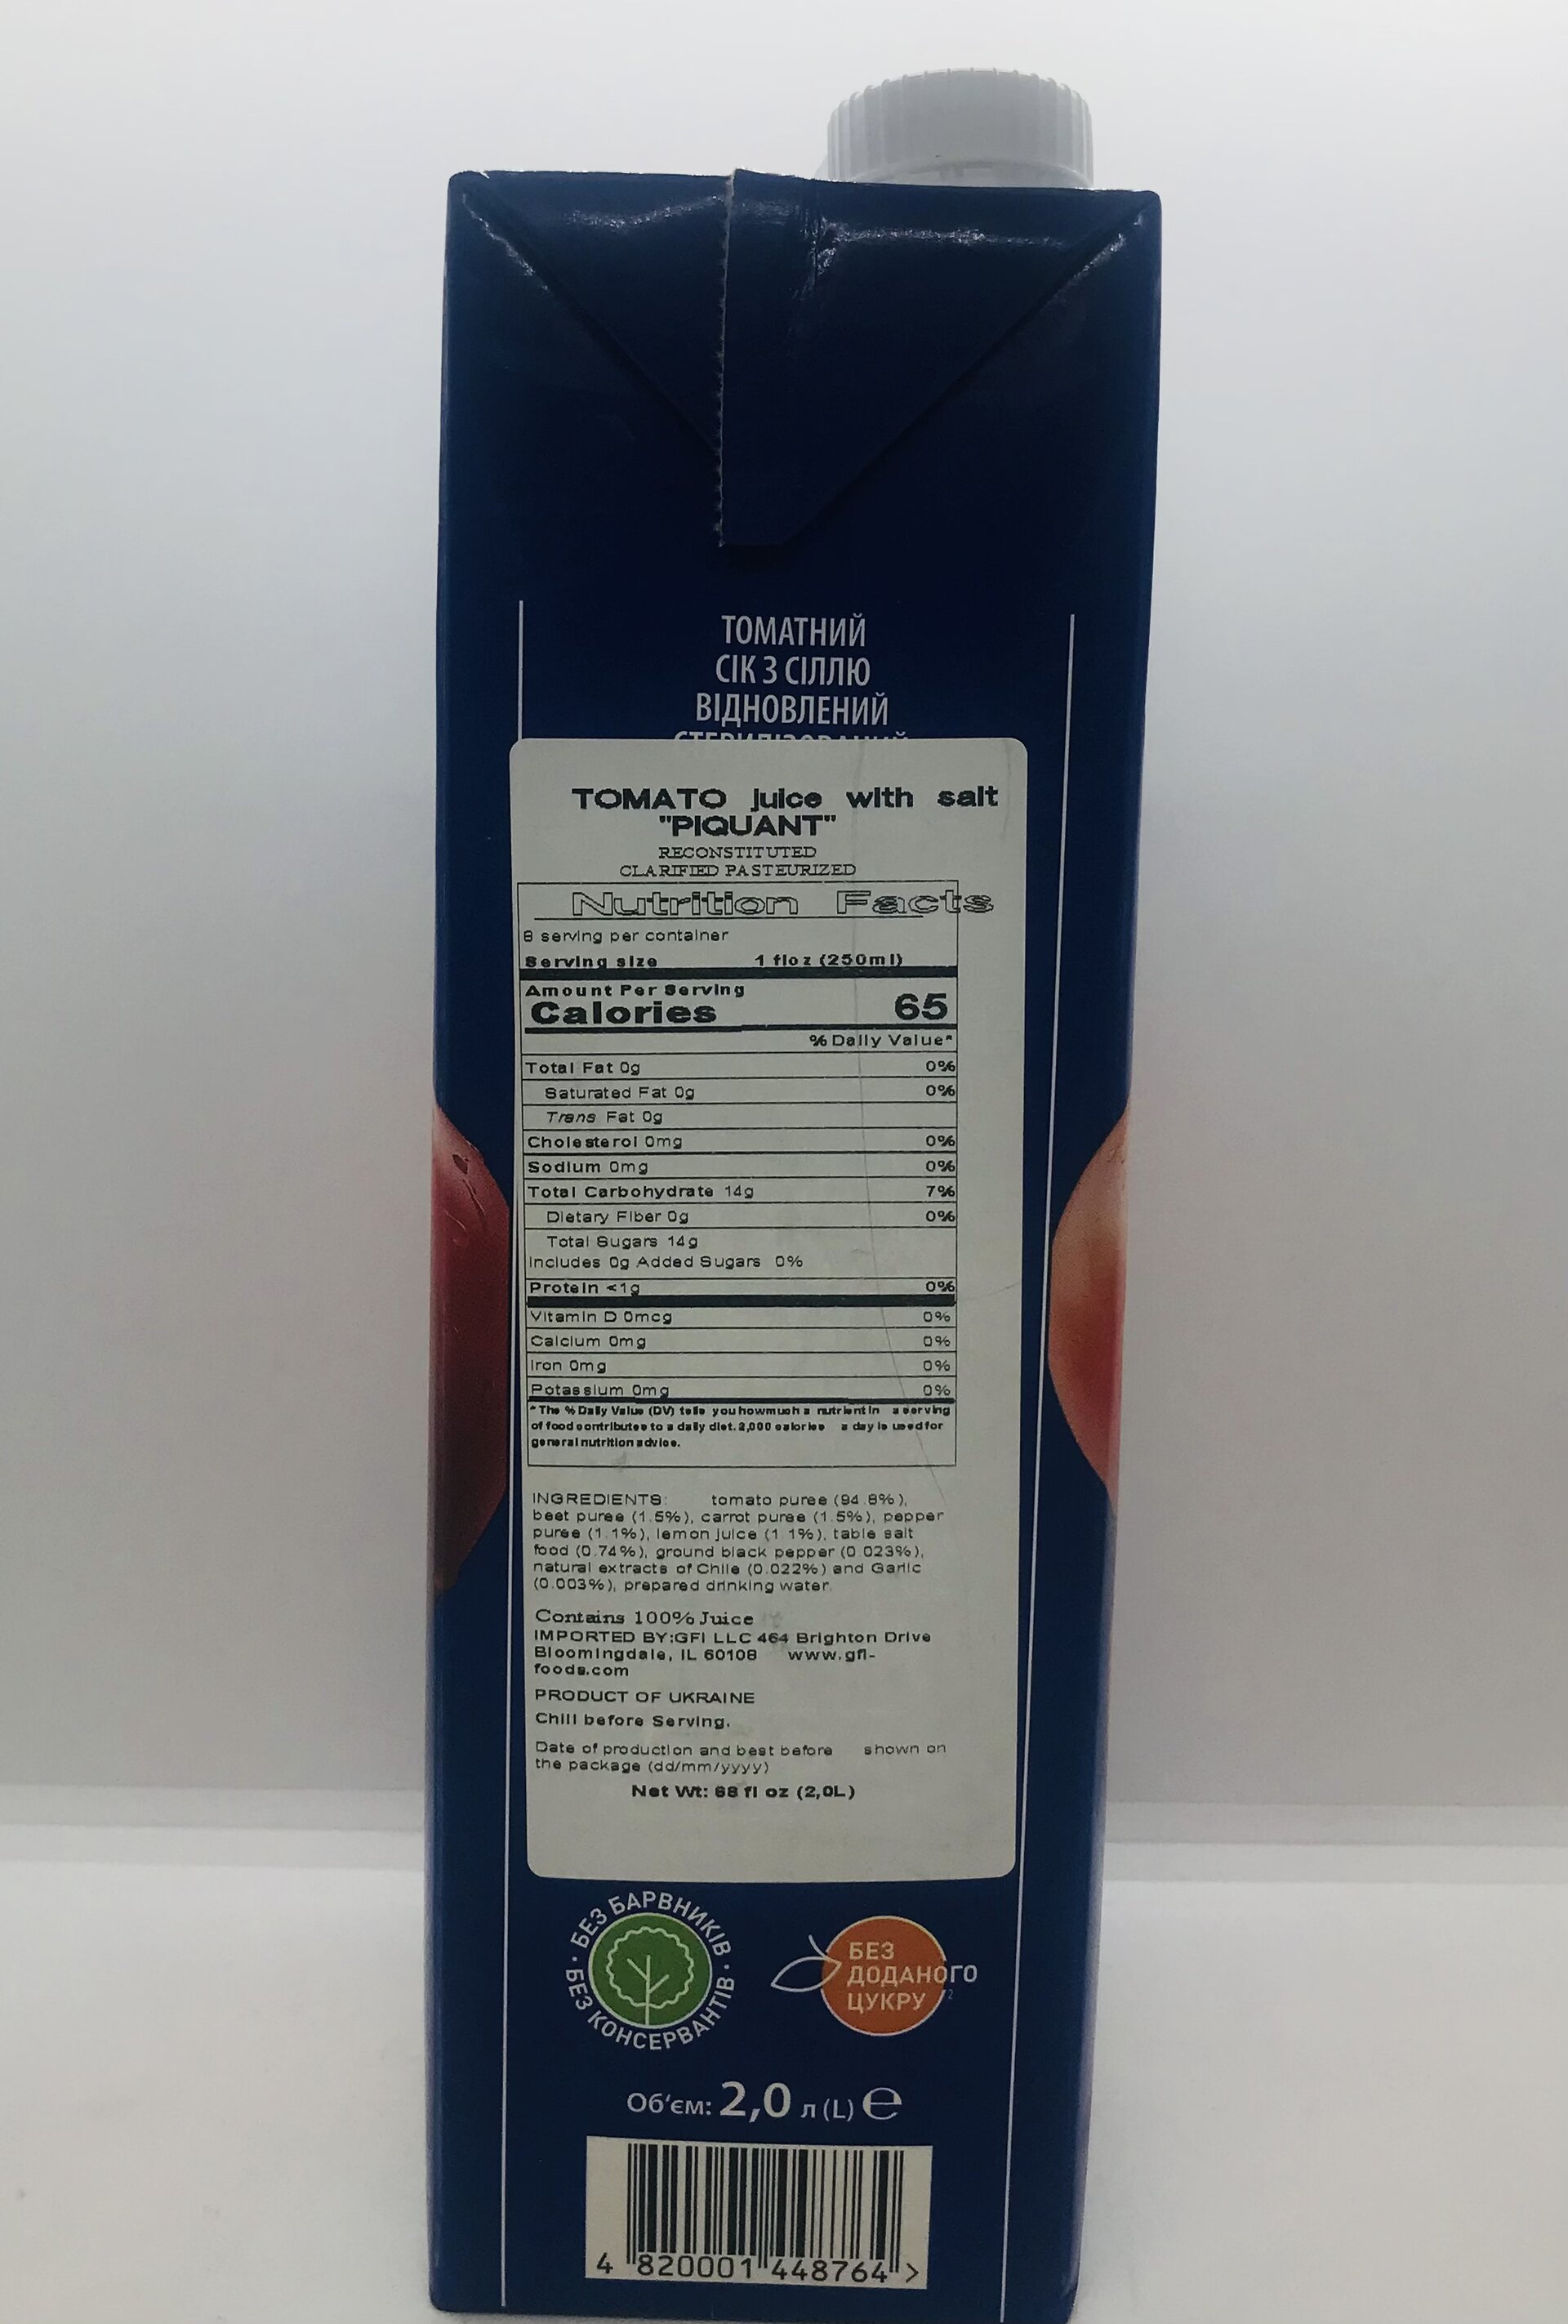 ТОМАТНИЙ
СІК З СІЛЛЮ
ВІДНОВЛЕНИЙ
СТЕРИЛІЗОВАНИЙ
TOMATO juice with salt
"PIQUANT"
RECONSTITUTED
CLARIFIED PASTEURIZED
Nutrition Facts
8 serving per container
Serving size 1 floz (250ml)
Amount Per Serving
Calories 65
% Daily Value*
Total Fat 0g 0%
Saturated Fat 0g 0%
Trans Fat 0g
Cholesterol 0mg 0%
Sodium 0mg 0%
Total Carbohydrate 14g 7%
Dietary Fiber 0g 0%
Total Sugars 14g
Includes 0g Added Sugars 0%
Protein <1g 0%
Vitamin D 0mcg 0%
Calcium 0mg 0%
Iron 0mg 0%
Potassium 0mg 0%
* The % Daily Value (DV) tells you how much a nutrient in a serving
of food contributes to a daily diet. 2,000 calories a day is used for
general nutrition advice.
INGREDIENTS: tomato puree (94.8%),
beet puree (1.5%), carrot puree (1.5%), pepper
puree (1.1%), lemon juice (1.1%), table salt
food (0.74%), ground black pepper (0.023%),
natural extracts of Chile (0.022%) and Garlic
(0.003%), prepared drinking water.
Contains 100% Juice
IMPORTED BY:GFI LLC 464 Brighton Drive
Bloomingdale, IL 60108 www.gfi-
foods.com
PRODUCT OF UKRAINE
Chill before Serving.
Date of production and best before shown on
the package (dd/mm/yyyy)
Net Wt: 68 fl oz (2,0L)
· БЕЗ БАРВНИКІВ ·
БЕЗ КОНСЕРВАНТІВ
БЕЗ
ДОДАНОГО
ЦУКРУ 2
Об'єм: 2,0 л (L) e
4 820001 448764 >